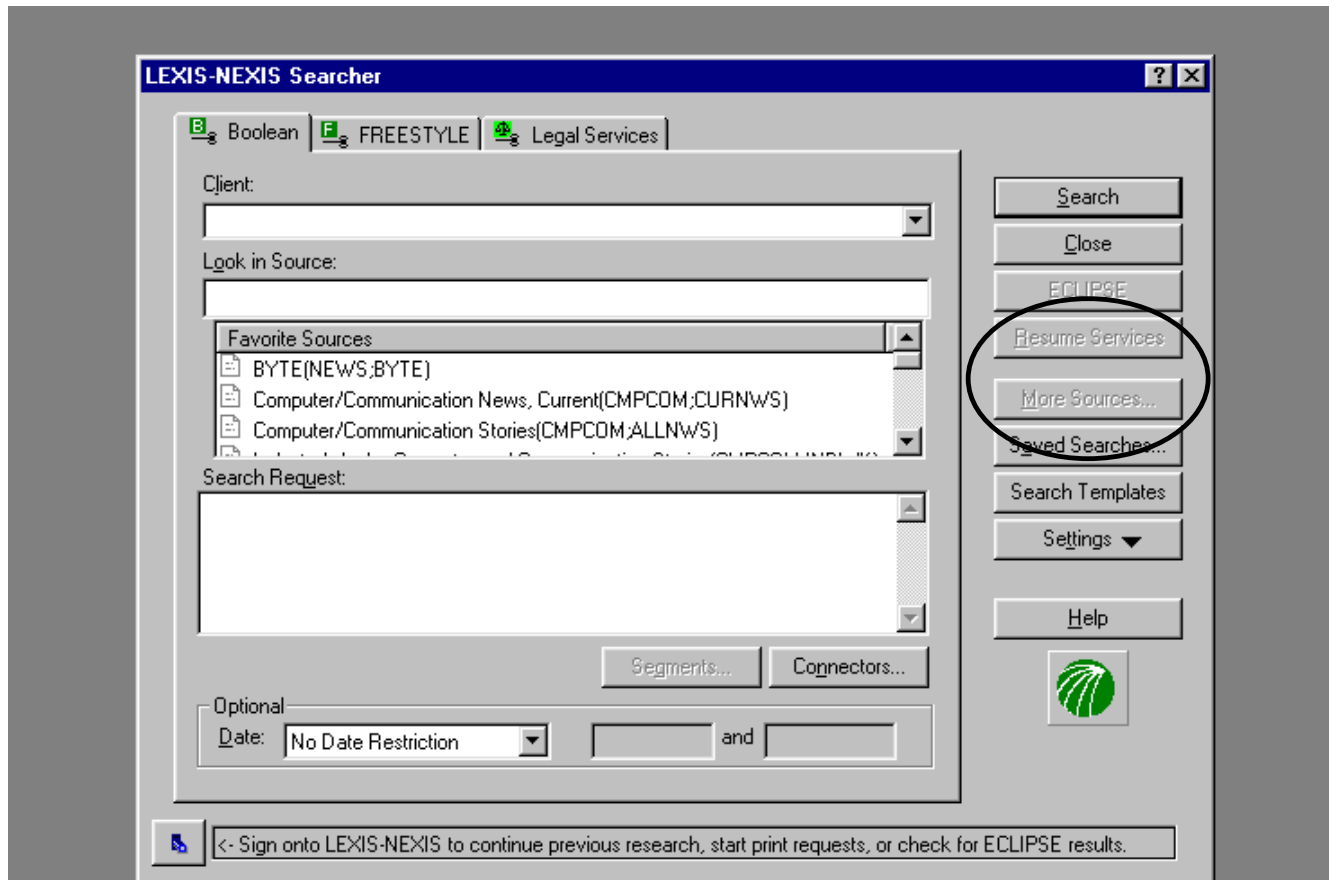 LEXIS-NEXIS Searcher
Boolean FREESTYLE Legal Services
Client:
Look in Source:
Favorite Sources
BYTE(NEWS;BYTE)
Computer/Communication News, Current(CMPCOM;CURNWS)
Computer/Communication Stories(CMPCOM;ALLNWS)
Search Request:
Segments... Connectors...
Optional
Date: No Date Restriction and
Search
Close
ECLIPSE
Resume Services
More Sources...
Saved Searches...
Search Templates
Settings
Help
<- Sign onto LEXIS-NEXIS to continue previous research, start print requests, or check for ECLIPSE results.